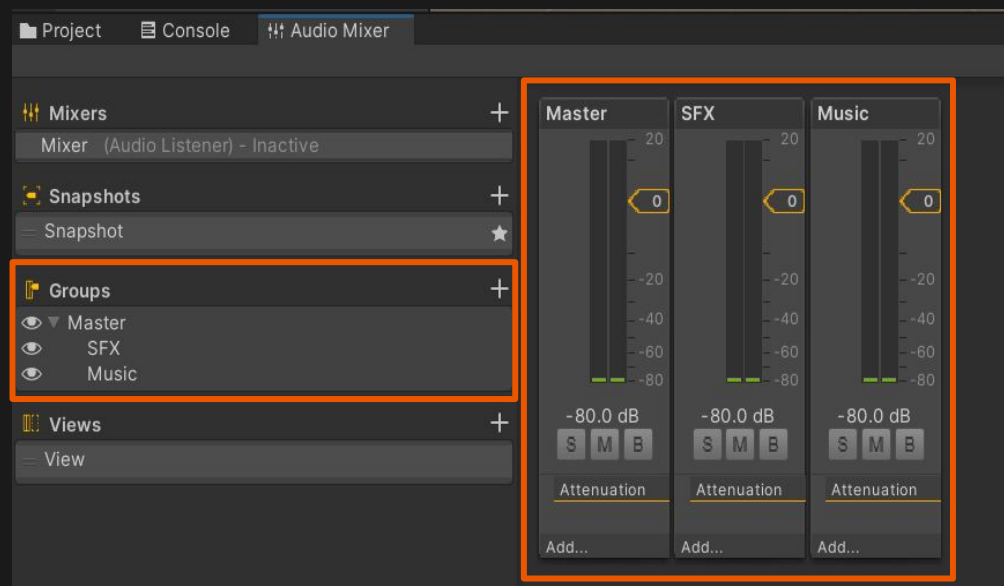 Project Console Audio Mixer
Mixers
Mixer (Audio Listener) - Inactive
Snapshots
Snapshot
Groups
Master
SFX
Music
Views
View
Master
20
0
-20
-40
-60
-80
-80.0 dB
S M B
Attenuation
Add...
SFX
20
0
-20
-40
-60
-80
-80.0 dB
S M B
Attenuation
Add...
Music
20
0
-20
-40
-60
-80
-80.0 dB
S M B
Attenuation
Add...